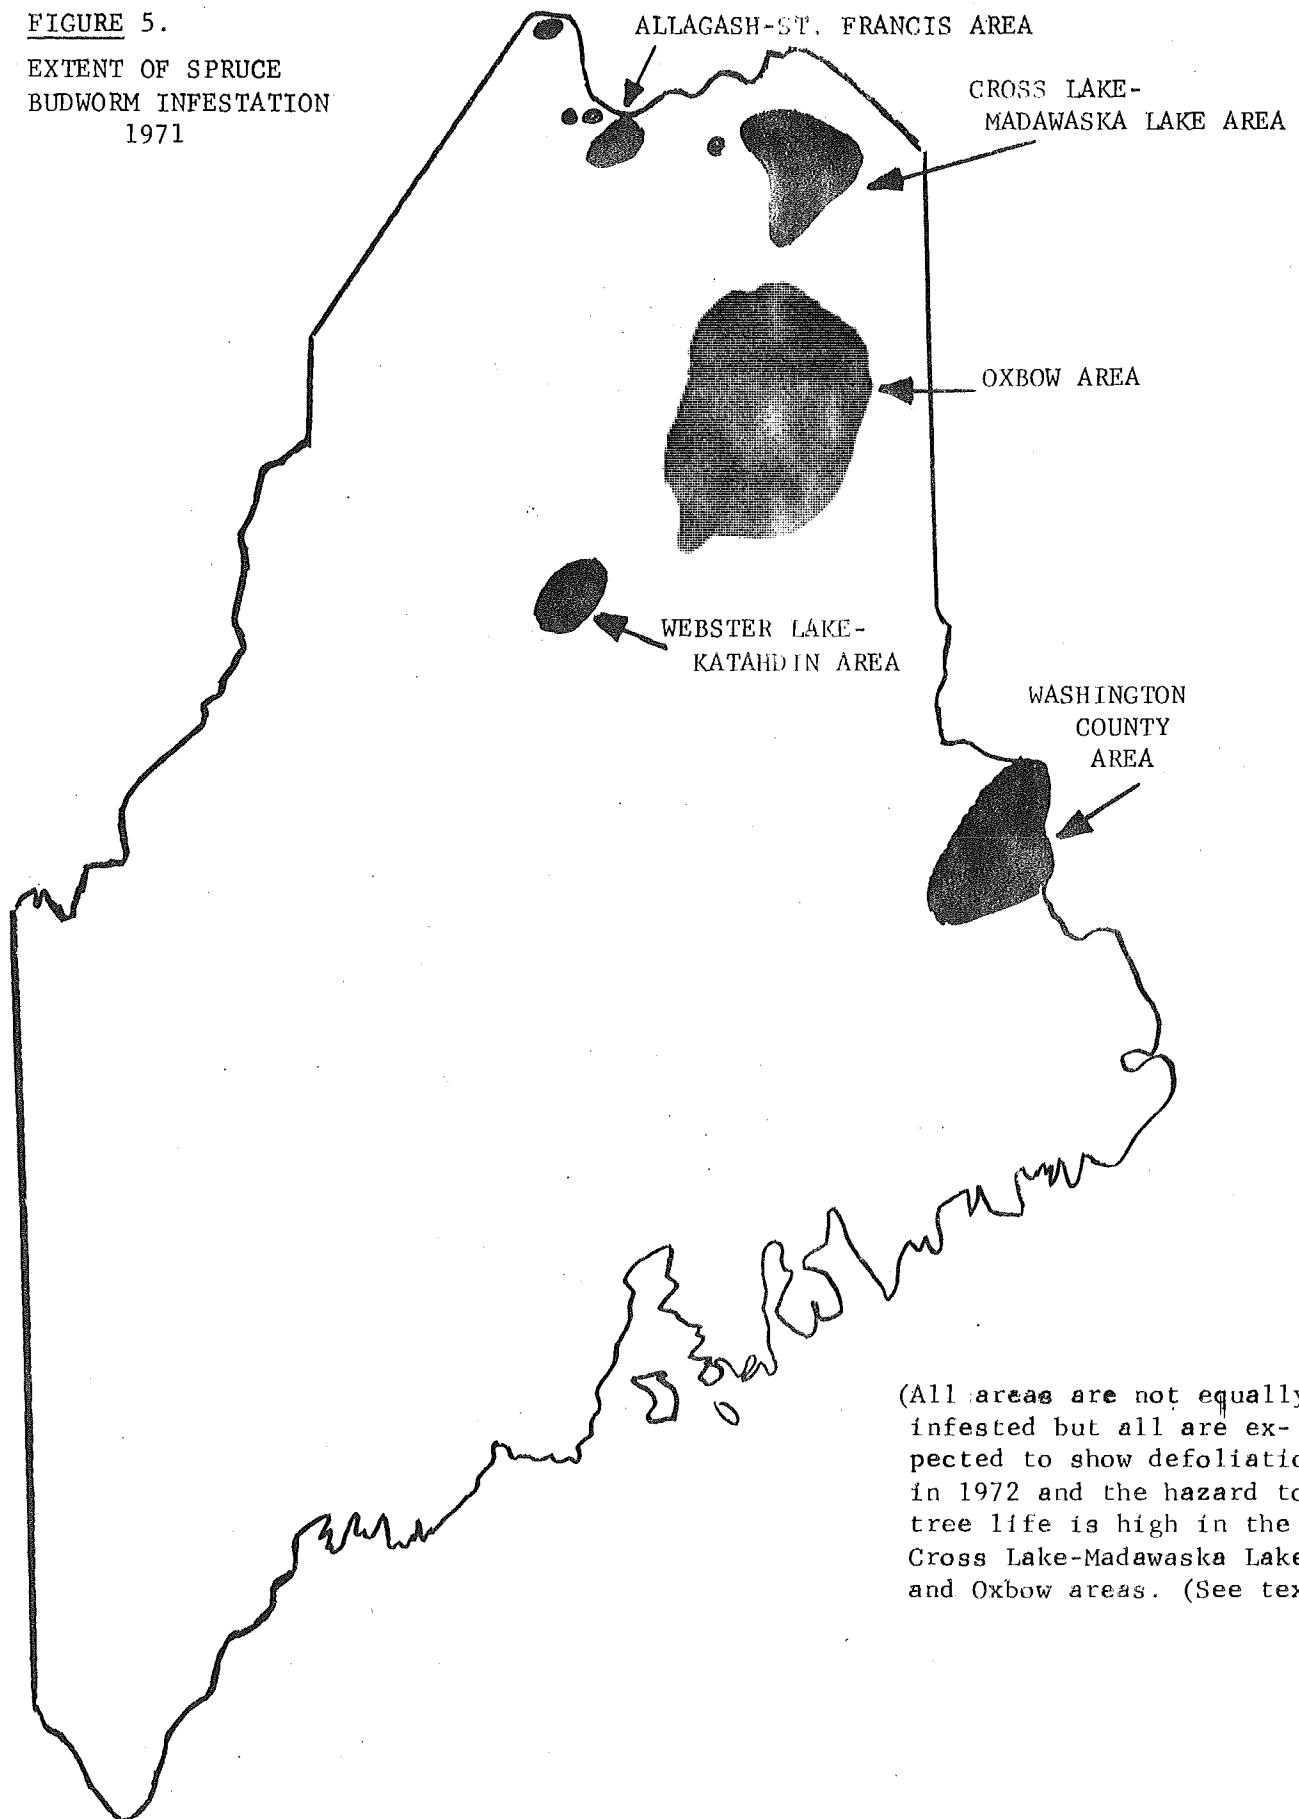 FIGURE 5.
EXTENT OF SPRUCE
BUDWORM INFESTATION
1971
ALLAGASH-ST. FRANCIS AREA
CROSS LAKE-
MADAWASKA LAKE AREA
OXBOW AREA
WEBSTER LAKE-
KATAHDIN AREA
WASHINGTON
COUNTY
AREA
(All areas are not equally
infested but all are ex-
pected to show defoliatio
in 1972 and the hazard to
tree life is high in the
Cross Lake-Madawaska Lake
and Oxbow areas. (See tex